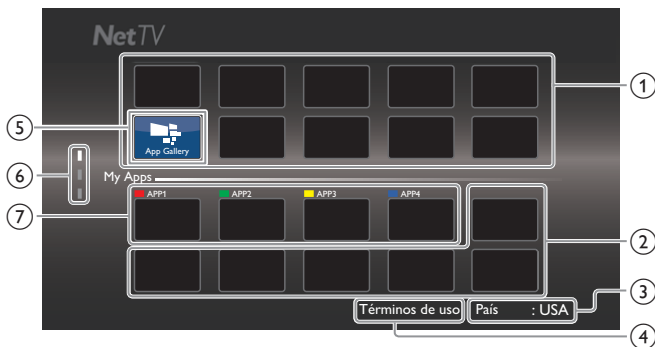 NetTV
1
5
App Gallery
6
My Apps
7
APP1 APP2 APP3 APP4
2
3
Términos de uso País : USA
4